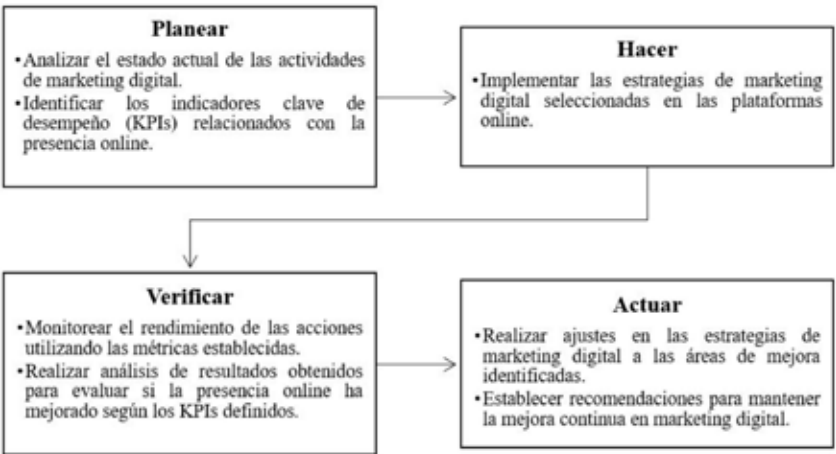 Planear
•Analizar el estado actual de las actividades
de marketing digital.
•Identificar los indicadores clave de
desempeño (KPIs) relacionados con la
presencia online.
Hacer
•Implementar las estrategias de marketing
digital seleccionadas en las plataformas
online.
Verificar
•Monitorear el rendimiento de las acciones
utilizando las métricas establecidas.
•Realizar análisis de resultados obtenidos
para evaluar si la presencia online ha
mejorado según los KPIs definidos.
Actuar
•Realizar ajustes en las estrategias de
marketing digital a las áreas de mejora
identificadas.
•Establecer recomendaciones para mantener
la mejora continua en marketing digital.